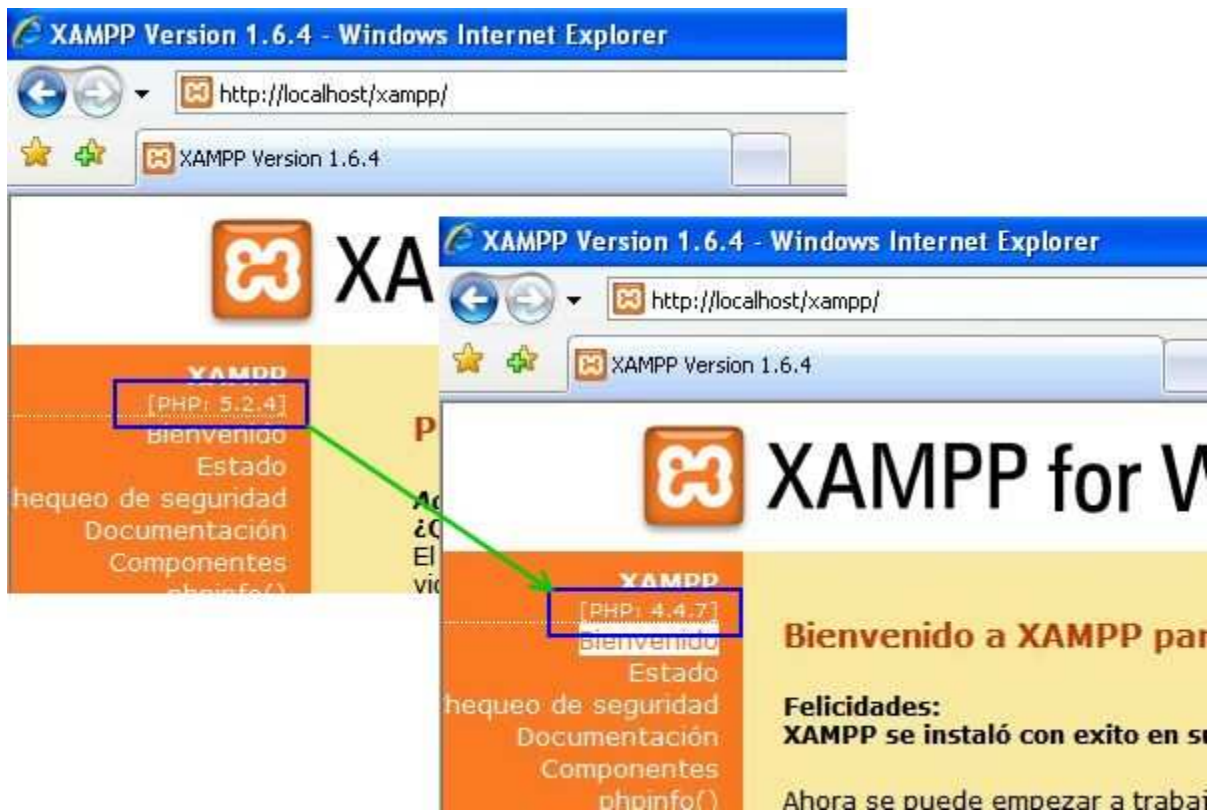 XAMPP Version 1.6.4 - Windows Internet Explorer
http://localhost/xampp/
XAMPP Version 1.6.4
XA
XAMPP
[PHP: 5.2.4]
Bienvenido
Estado
hequeo de seguridad
Documentación
Componentes
phpinfo()
P
Ac
¿C
El
vic
XAMPP Version 1.6.4 - Windows Internet Explorer
http://localhost/xampp/
XAMPP Version 1.6.4
XAMPP for W
XAMPP
[PHP: 4.4.7]
Bienvenido
Estado
hequeo de seguridad
Documentación
Componentes
phpinfo()
Bienvenido a XAMPP par
Felicidades:
XAMPP se instaló con exito en su
Ahora se puede empezar a trabaj